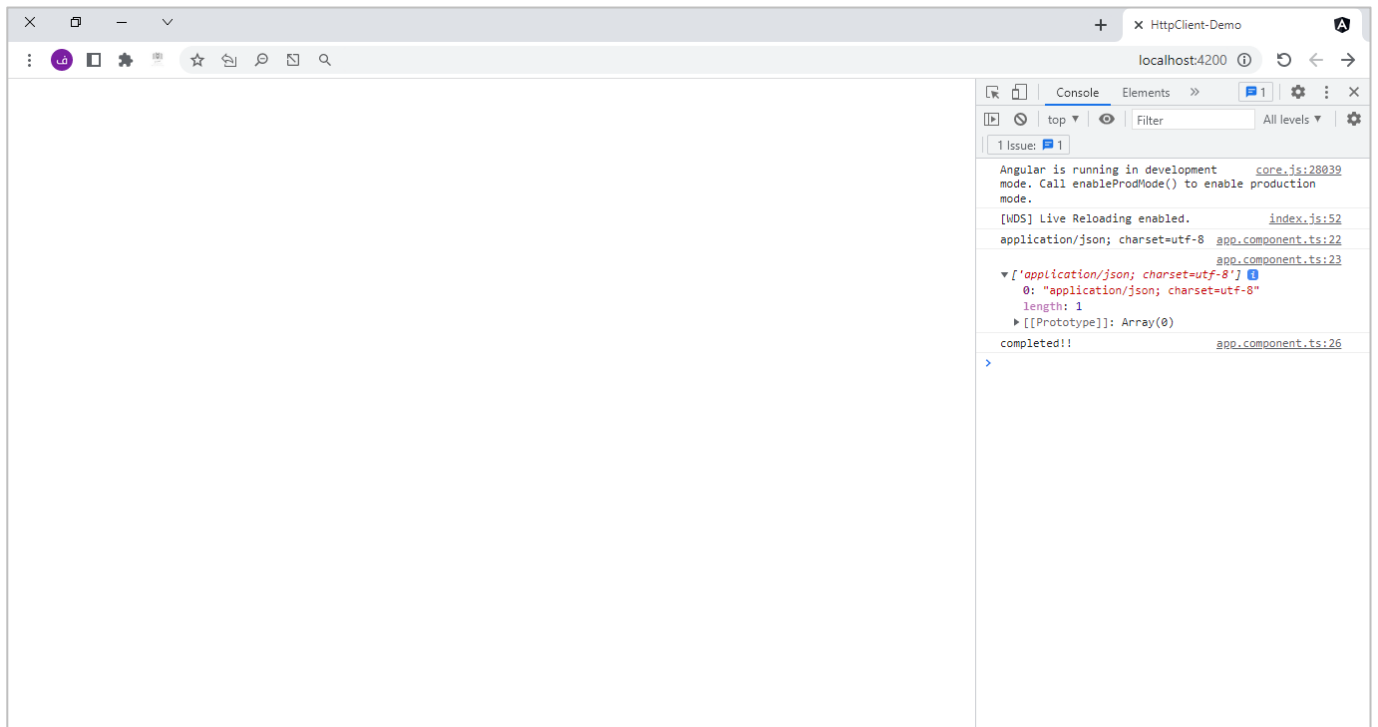 HttpClient-Demo
ف
localhost:4200
Console Elements 1
top Filter All levels
1 Issue: 1
Angular is running in development core.js:28039
mode. Call enableProdMode() to enable production
mode.
[WDS] Live Reloading enabled. index.js:52
application/json; charset=utf-8 app.component.ts:22
app.component.ts:23
['application/json; charset=utf-8']
0: "application/json; charset=utf-8"
length: 1
[[Prototype]]: Array(0)
completed!! app.component.ts:26